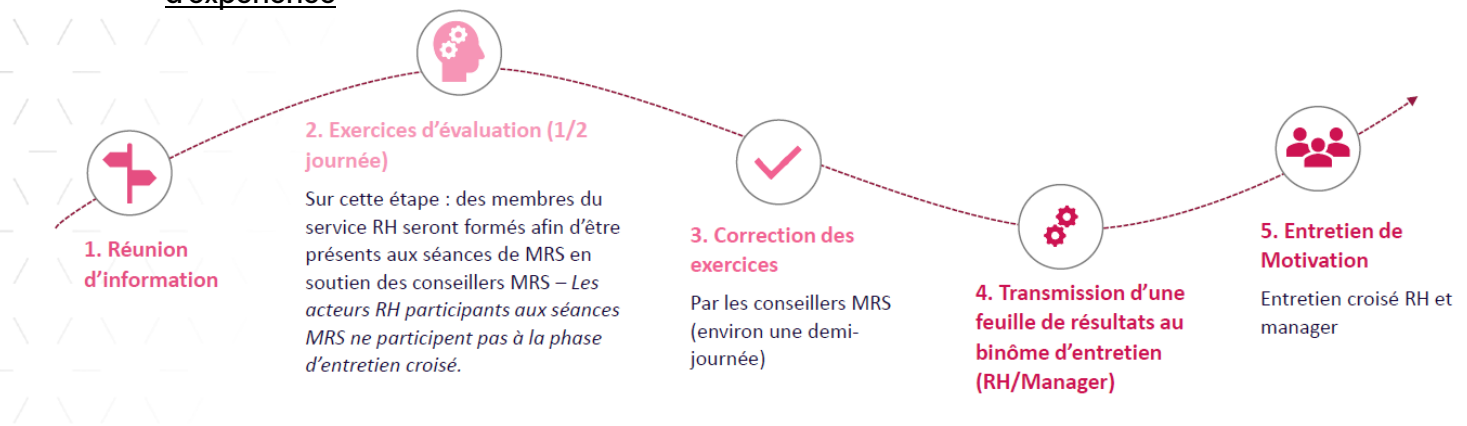 d'expérience
1. Réunion
d'information
2. Exercices d'évaluation (1/2
journée)
Sur cette étape : des membres du
service RH seront formés afin d'être
présents aux séances de MRS en
soutien des conseillers MRS – Les
acteurs RH participants aux séances
MRS ne participent pas à la phase
d'entretien croisé.
3. Correction des
exercices
Par les conseillers MRS
(environ une demi-
journée)
4. Transmission d'une
feuille de résultats au
binôme d'entretien
(RH/Manager)
5. Entretien de
Motivation
Entretien croisé RH et
manager